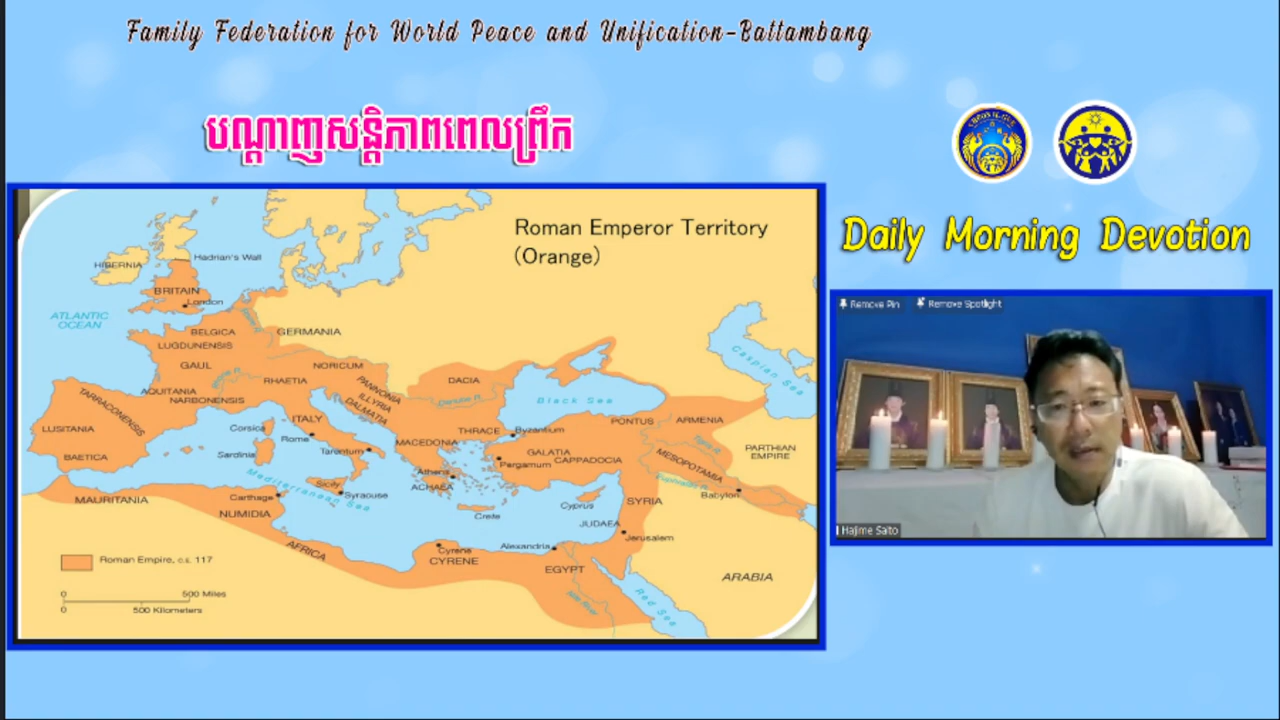 Family Federation for World Peace and Unification-Battambang
បណ្តាញសន្តិភាពពេលព្រឹក
Daily Morning Devotion
Roman Emperor Territory
(Orange)
HIBERNIA
Hadrian's Wall
BRITAIN
London
ATLANTIC
OCEAN
BELGICA
GERMANIA
LUGDUNENSIS
GAUL
NORICUM
RHAETIA
PANNONIA
ILLYRIA
DALMATIA
DACIA
Danube R.
AQUITANIA
NARBONENSIS
TARRACONENSIS
LUSITANIA
BAETICA
Corsica
ITALY
Rome
Sardinia
Tarentum
Black Sea
Caspian Sea
THRACE
Byzantium
PONTUS
ARMENIA
MACEDONIA
GALATIA
CAPPADOCIA
Pergamum
Athens
ACHAEA
PARTHIAN
EMPIRE
MESOPOTAMIA
Babylon
Mediterranean Sea
Sicily
Syracuse
Carthage
MAURITANIA
NUMIDIA
Crete
Cyprus
SYRIA
JUDAEA
Jerusalem
AFRICA
Cyrene
CYRENE
Alexandria
EGYPT
Nile River
Red Sea
ARABIA
Roman Empire, c.e. 117
0 500 Miles
0 500 Kilometers
Remove Pin Remove Spotlight
Hajime Saito